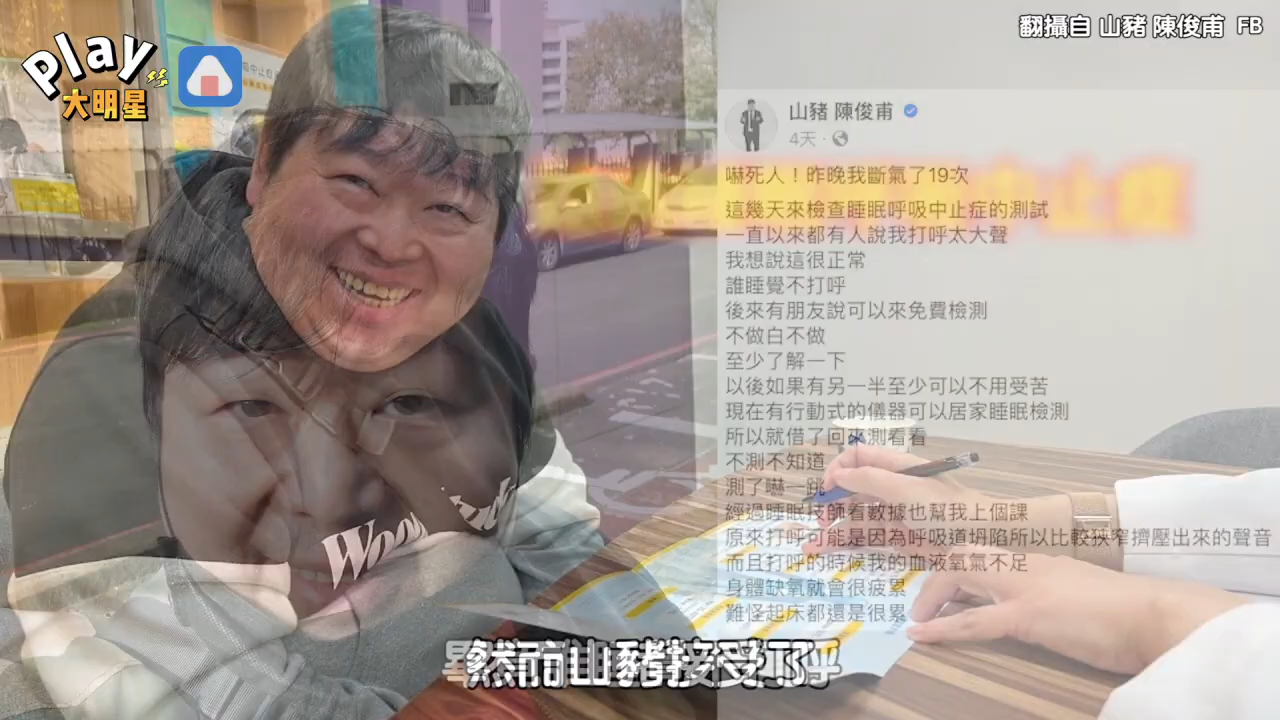 翻攝自 山豬 陳俊甫 FB
Play
大明星
山豬 陳俊甫
4天
嚇死人！昨晚我斷氣了19次
這幾天來檢查睡眠呼吸中止症的測試
一直以來都有人說我打呼太大聲
我想說這很正常
誰睡覺不打呼
後來有朋友說可以來免費檢測
不做白不做
至少了解一下
以後如果有另一半至少可以不用受苦
現在有行動式的儀器可以居家睡眠檢測
所以就借了回來測看看
不測不知道
測了嚇一跳
經過睡眠技師看數據也幫我上個課
原來打呼可能是因為呼吸道坍陷所以比較狹窄擠壓出來的聲音
而且打呼的時候我的血液氧氣不足
身體缺氧就會很疲累
難怪起床都還是很累
中止症